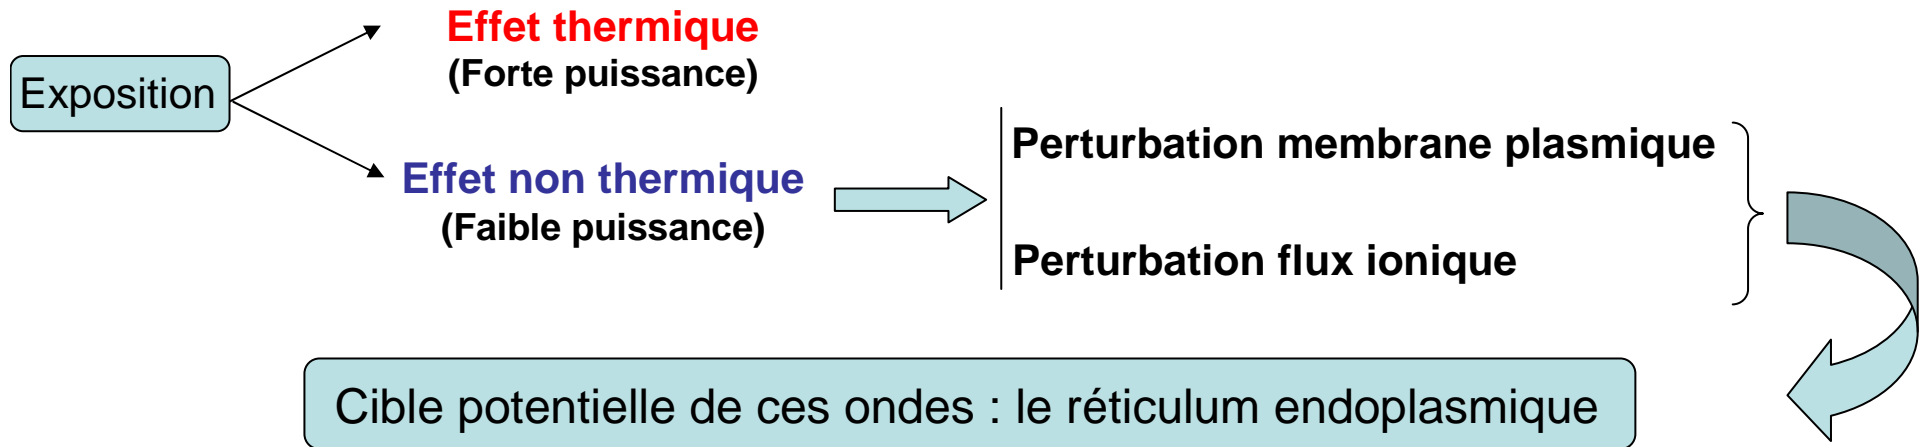 Exposition
Effet thermique
(Forte puissance)
Effet non thermique
(Faible puissance)
Perturbation membrane plasmique
Perturbation flux ionique
Cible potentielle de ces ondes : le réticulum endoplasmique